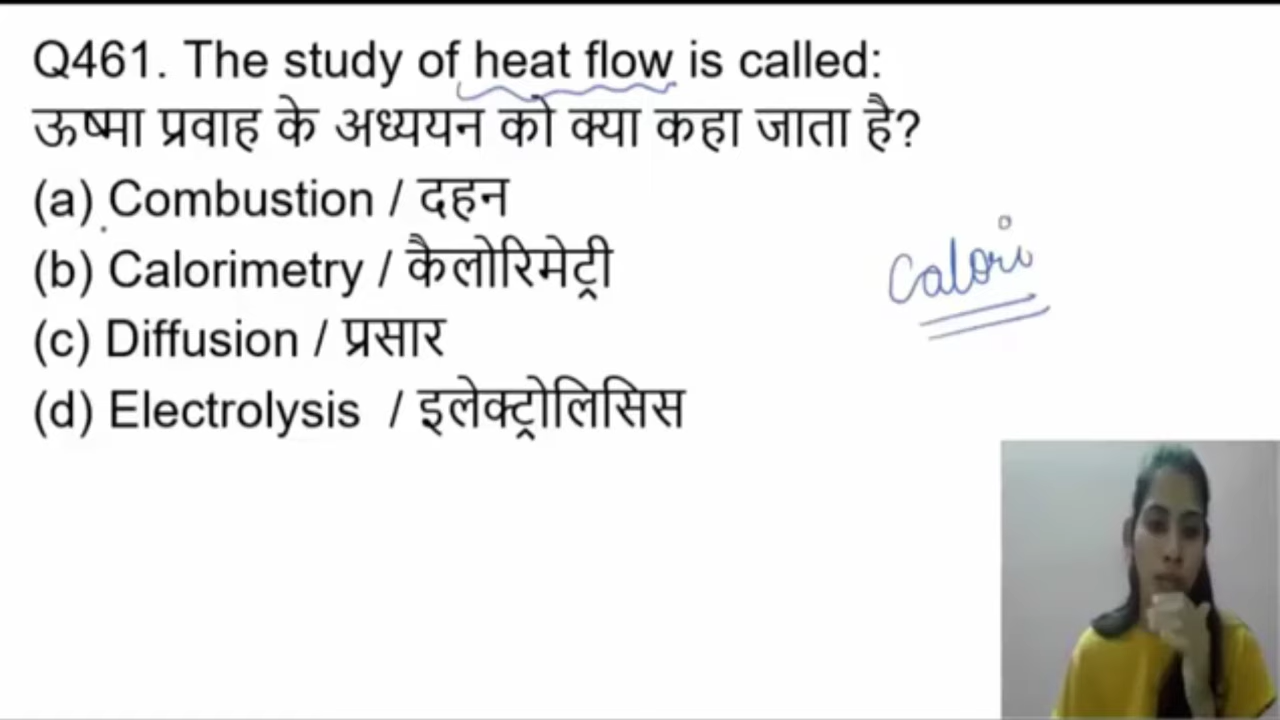 Q461. The study of heat flow is called:
ऊष्मा प्रवाह के अध्ययन को क्या कहा जाता है?
(a) Combustion / दहन
(b) Calorimetry / कैलोरिमेट्री
(c) Diffusion / प्रसार
(d) Electrolysis / इलेक्ट्रोलिसिस
Calori